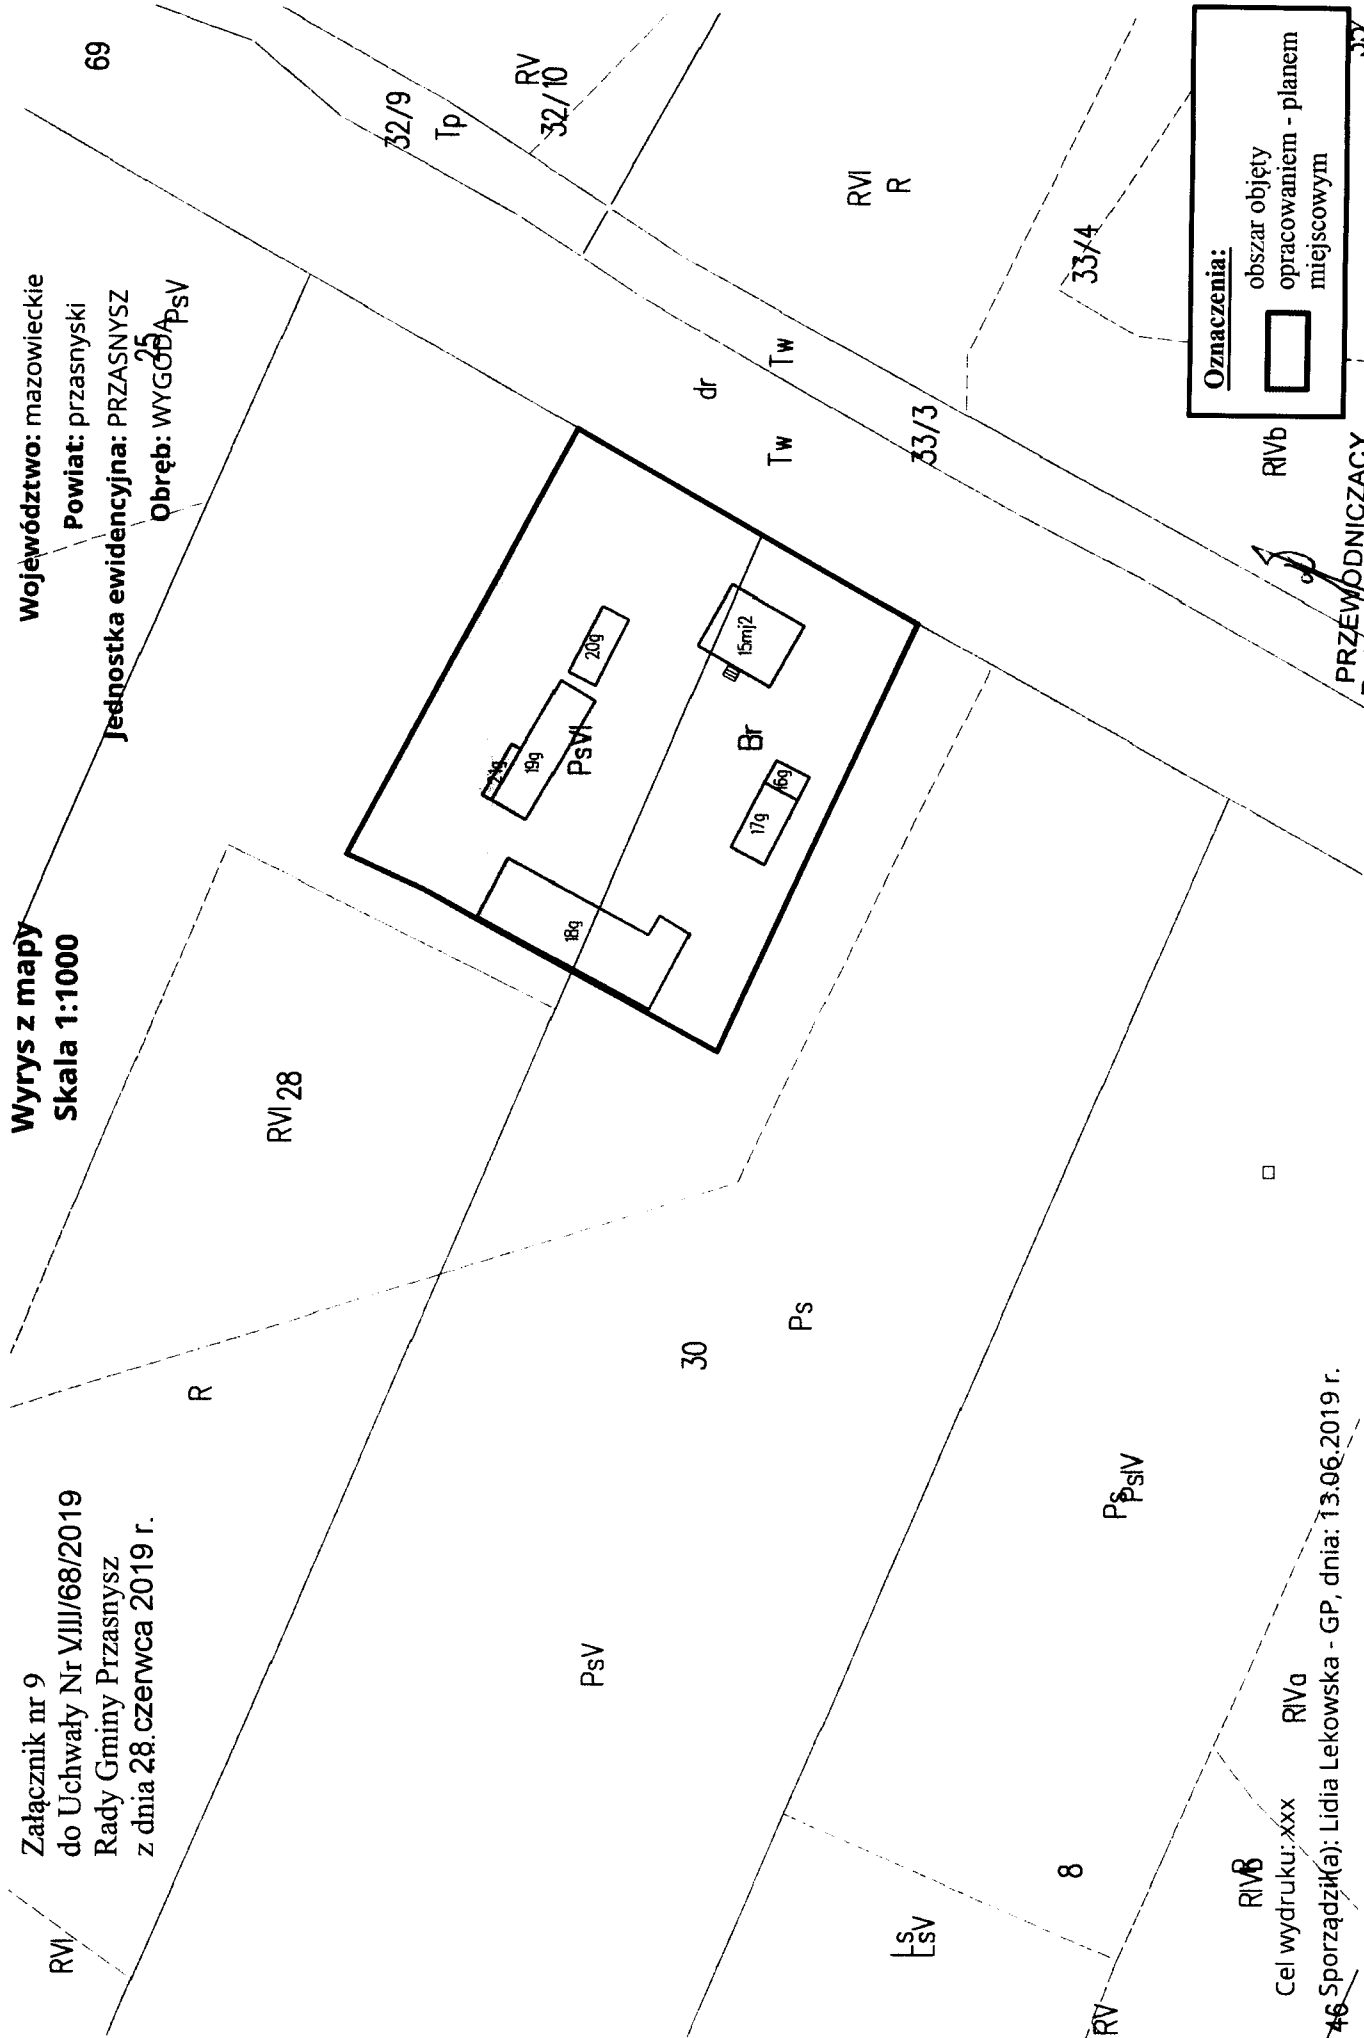 Załącznik nr 9
do Uchwały Nr VIII/68/2019
Rady Gminy Przasnysz
z dnia 28.czerwca 2019 r.
Wyrys z mapy
Skala 1:1000
Województwo: mazowieckie
Powiat: przasnyski
Jednostka ewidencyjna: PRZASNYSZ
Obręb: WYGODA
25
PsV
69
32/9
Tp
RV
32/10
RVI
R
RVI
28
R
RVI
21g
19g
20g
PsVI
18g
15mj2
Br
17g
16g
dr
Tw
Tw
33/3
33/4
RIVb
30
Ps
PsV
Ps
PsIV
Ls
LsV
8
RV
RIVa
R
46
Oznaczenia:
obszar objęty
opracowaniem - planem
miejscowym
PRZEWODNICZĄCY
Cel wydruku: xxx
Sporządził(a): Lidia Lekowska - GP, dnia: 13.06.2019 r.